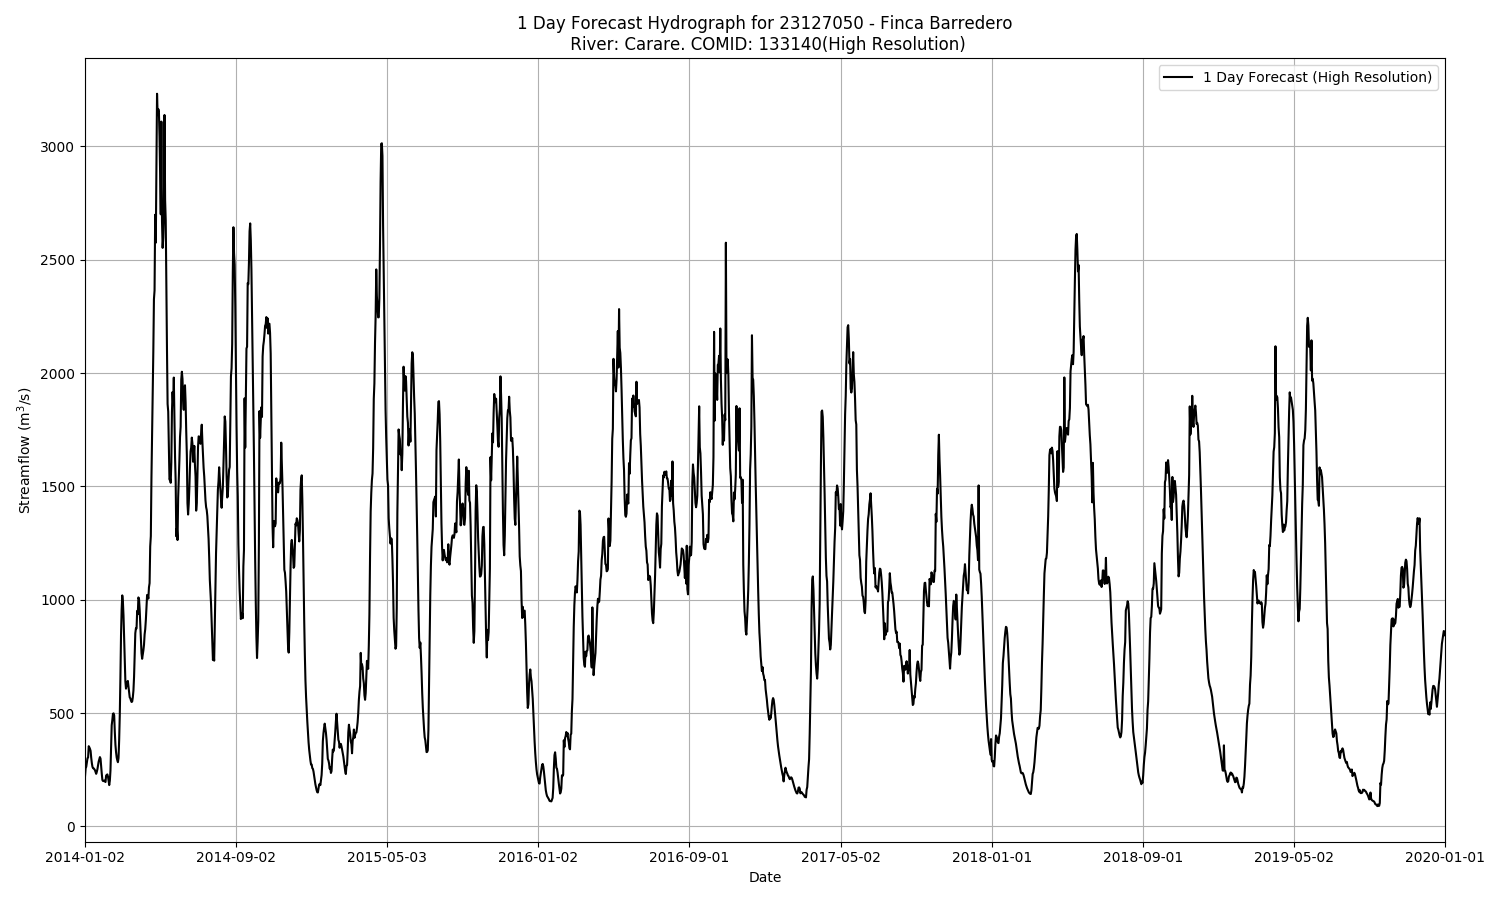 1 Day Forecast Hydrograph for 23127050 - Finca Barredero
River: Carare. COMID: 133140(High Resolution)
1 Day Forecast (High Resolution)
Streamflow (m³/s)
3000
2500
2000
1500
1000
500
0
2014-01-02 2014-09-02 2015-05-03 2016-01-02 2016-09-01 2017-05-02 2018-01-01 2018-09-01 2019-05-02 2020-01-01
Date